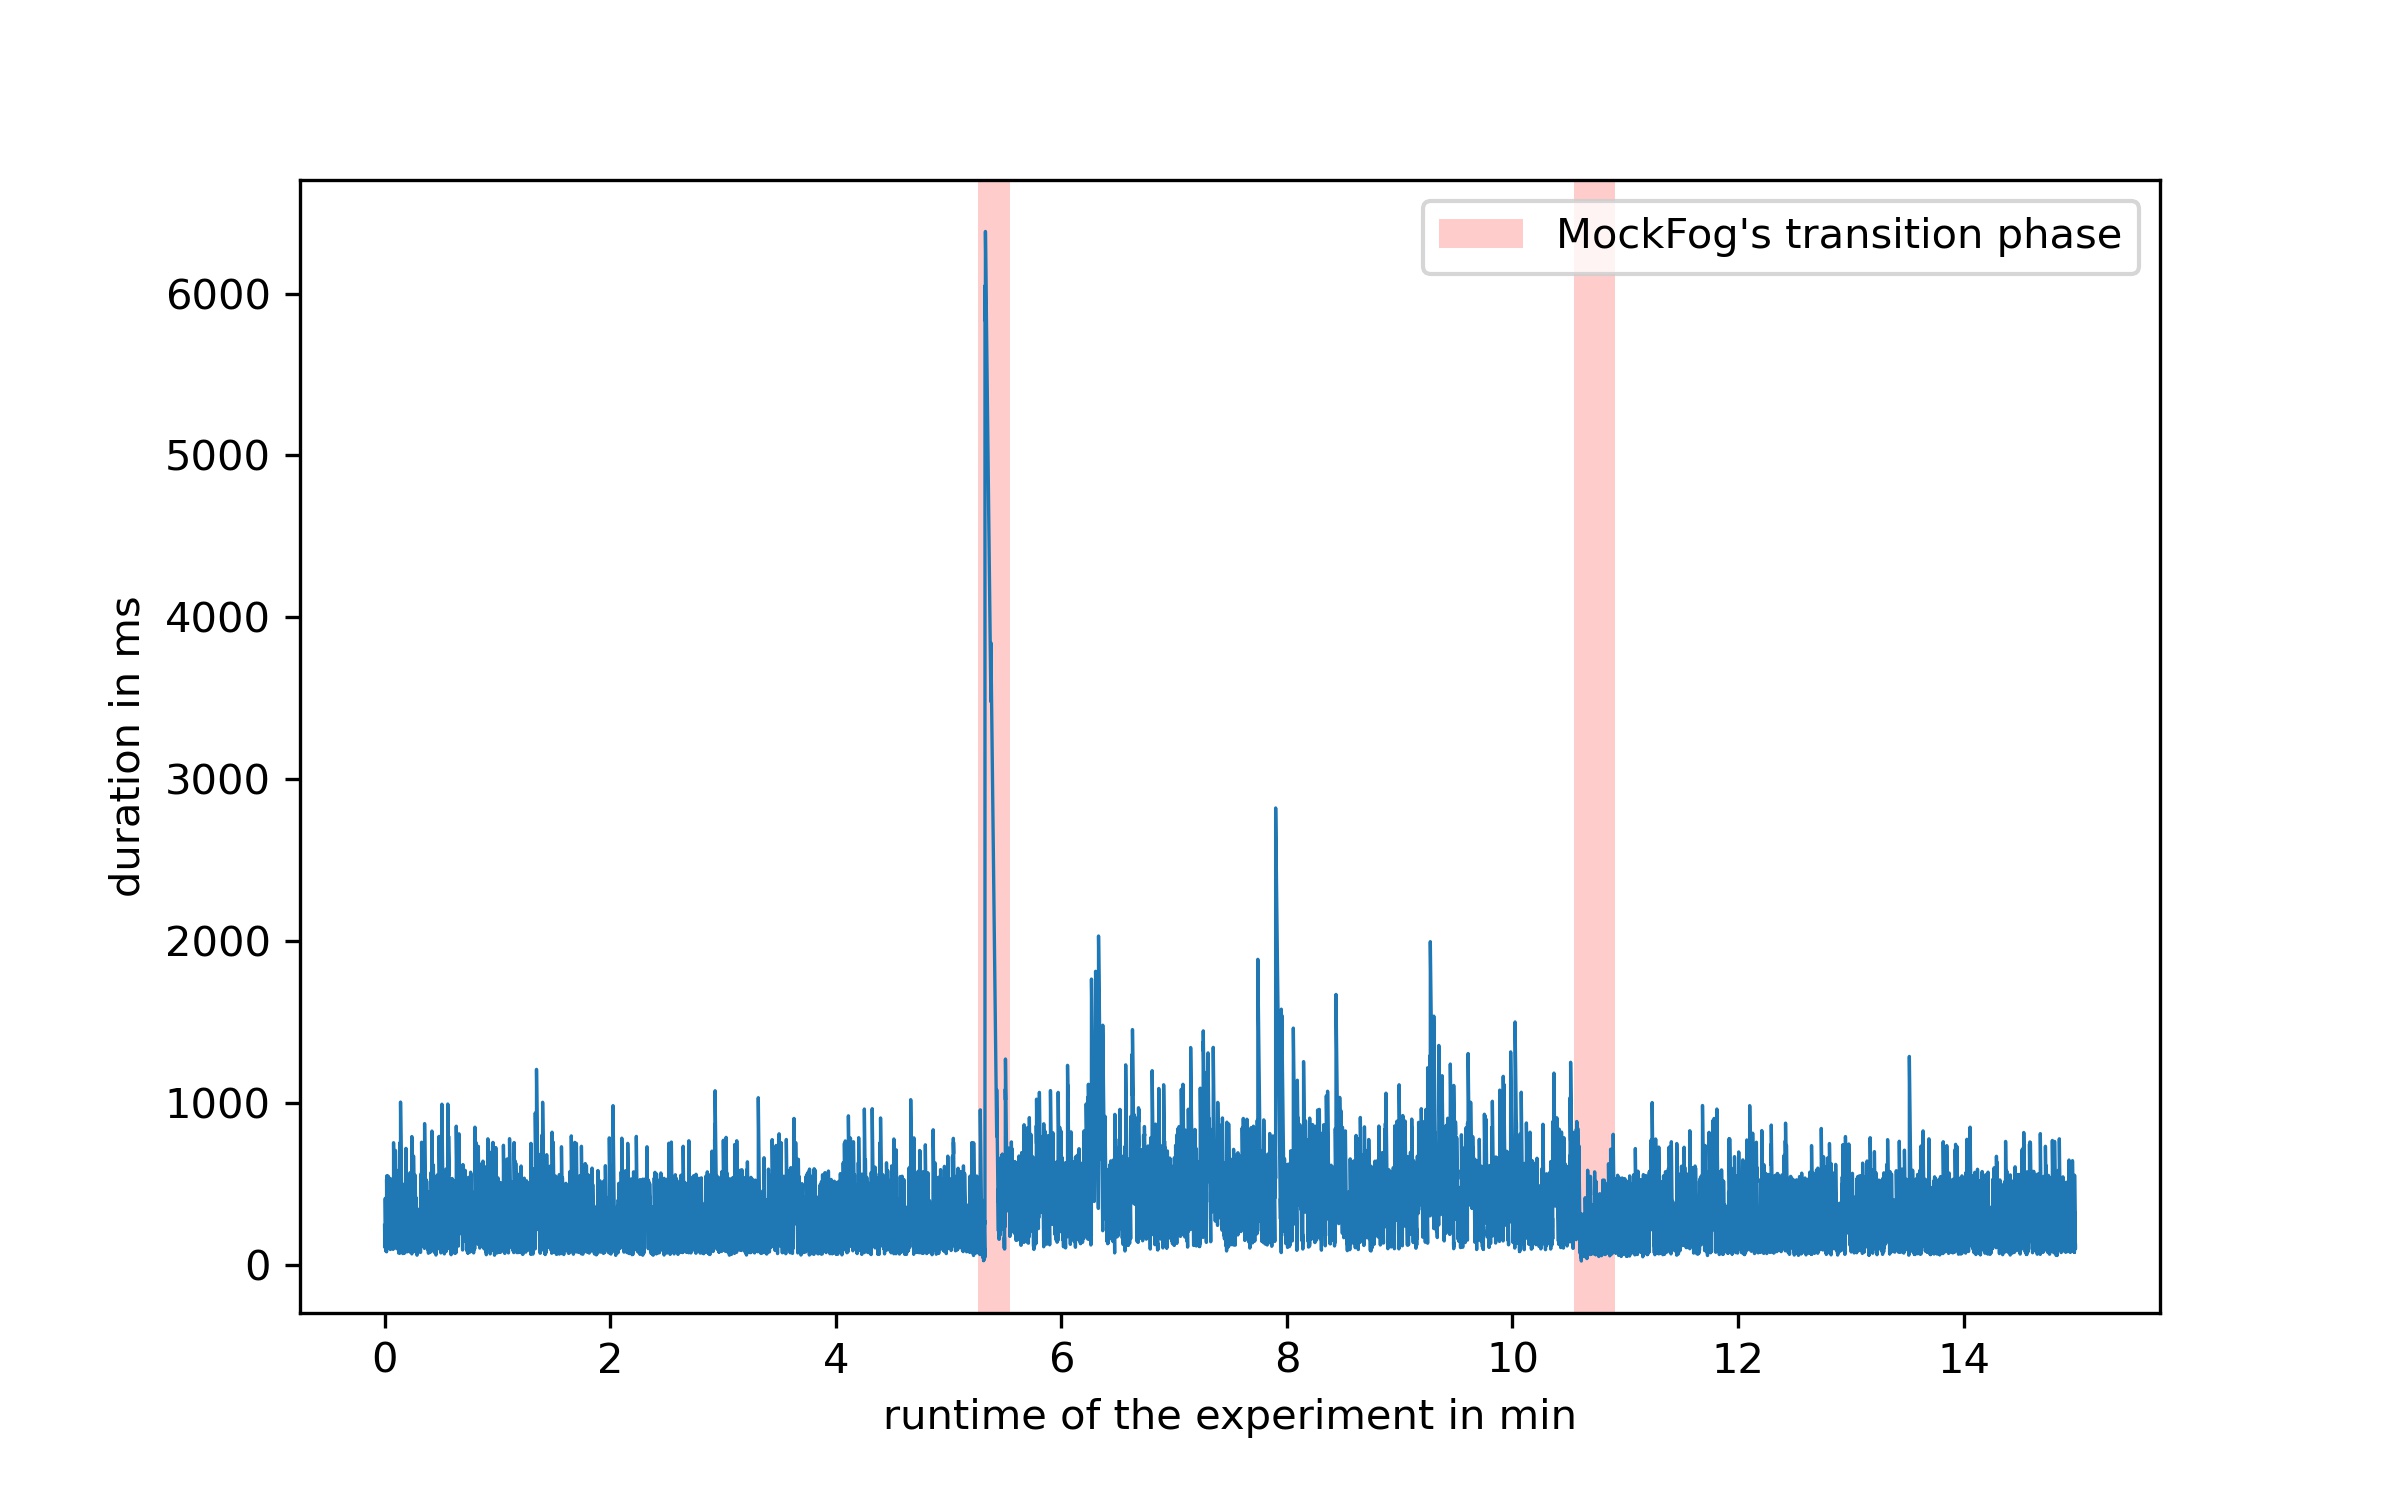 MockFog's transition phase
6000
5000
4000
3000
2000
1000
0
duration in ms
0 2 4 6 8 10 12 14
runtime of the experiment in min